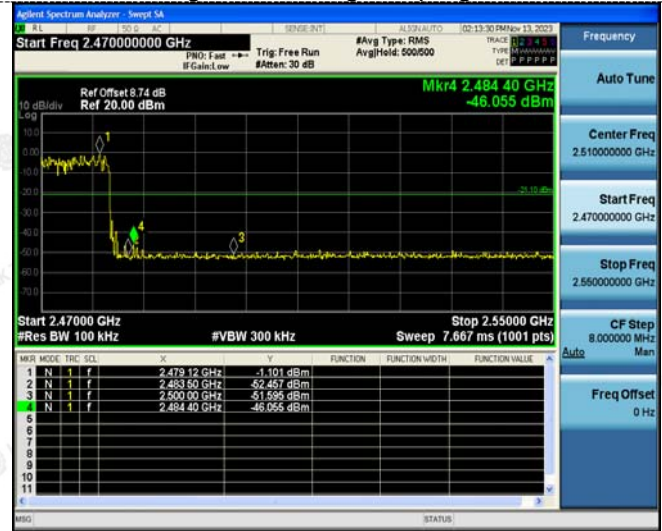 Agilent Spectrum Analyzer - Swept SA
RL RF 50 Ω AC SENSE:INT ALIGNAUTO 02:13:30 PM Nov 13, 2023
Start Freq 2.470000000 GHz
PNO: Fast Trig: Free Run
IFGain:Low #Atten: 30 dB
#Avg Type: RMS
Avg|Hold: 500/500
TRACE 1 2 3 4 5 6
TYPE
DET P P P P P P
Frequency
Ref Offset 8.74 dB
10 dB/div Ref 20.00 dBm
Log
Mkr4 2.484 40 GHz
-46.055 dBm
Auto Tune
Center Freq
2.510000000 GHz
Start Freq
2.470000000 GHz
Stop Freq
2.550000000 GHz
CF Step
8.000000 MHz
Auto Man
Freq Offset
0 Hz
10.0
0.00
-10.0
-20.0
-30.0
-40.0
-50.0
-60.0
-70.0
1
4
3
-21.10 dBm
Start 2.47000 GHz Stop 2.55000 GHz
#Res BW 100 kHz #VBW 300 kHz Sweep 7.667 ms (1001 pts)
MKR MODE TRC SCL X Y FUNCTION FUNCTION WIDTH FUNCTION VALUE
1 N 1 f 2.479 12 GHz -1.101 dBm
2 N 1 f 2.483 50 GHz -52.457 dBm
3 N 1 f 2.500 00 GHz -51.595 dBm
4 N 1 f 2.484 40 GHz -46.055 dBm
5
6
7
8
9
10
11
MSG STATUS